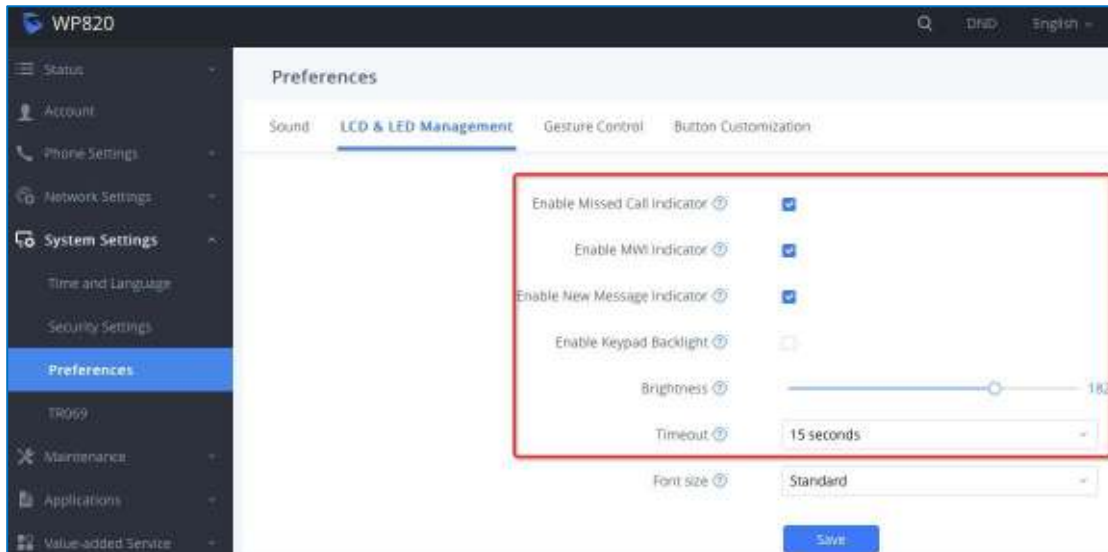 WP820
DND English
Status
Account
Phone Settings
Network Settings
System Settings
Time and Language
Security Settings
Preferences
TR069
Maintenance
Applications
Value-added Service
Preferences
Sound LCD & LED Management Gesture Control Button Customization
Enable Missed Call Indicator
Enable MWI Indicator
Enable New Message Indicator
Enable Keypad Backlight
Brightness 182
Timeout 15 seconds
Font size Standard
Save